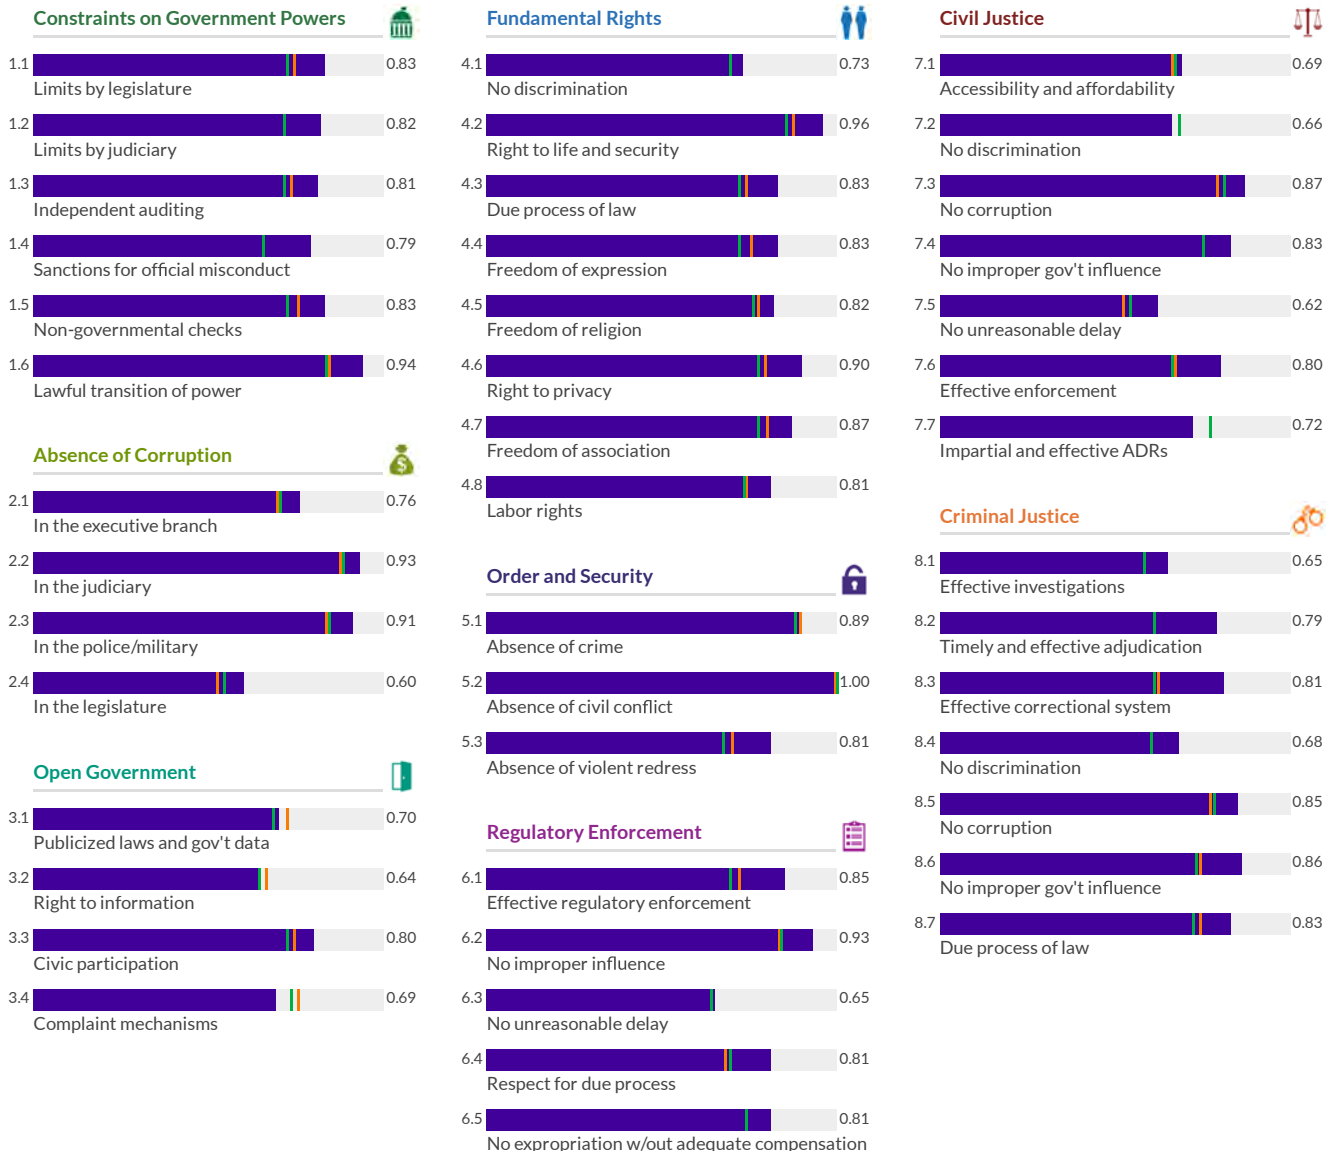 Constraints on Government Powers
1.1 0.83
Limits by legislature
1.2 0.82
Limits by judiciary
1.3 0.81
Independent auditing
1.4 0.79
Sanctions for official misconduct
1.5 0.83
Non-governmental checks
1.6 0.94
Lawful transition of power
Absence of Corruption
$
2.1 0.76
In the executive branch
2.2 0.93
In the judiciary
2.3 0.91
In the police/military
2.4 0.60
In the legislature
Open Government
3.1 0.70
Publicized laws and gov't data
3.2 0.64
Right to information
3.3 0.80
Civic participation
3.4 0.69
Complaint mechanisms
Fundamental Rights
4.1 0.73
No discrimination
4.2 0.96
Right to life and security
4.3 0.83
Due process of law
4.4 0.83
Freedom of expression
4.5 0.82
Freedom of religion
4.6 0.90
Right to privacy
4.7 0.87
Freedom of association
4.8 0.81
Labor rights
Order and Security
5.1 0.89
Absence of crime
5.2 1.00
Absence of civil conflict
5.3 0.81
Absence of violent redress
Regulatory Enforcement
6.1 0.85
Effective regulatory enforcement
6.2 0.93
No improper influence
6.3 0.65
No unreasonable delay
6.4 0.81
Respect for due process
6.5 0.81
No expropriation w/out adequate compensation
Civil Justice
7.1 0.69
Accessibility and affordability
7.2 0.66
No discrimination
7.3 0.87
No corruption
7.4 0.83
No improper gov't influence
7.5 0.62
No unreasonable delay
7.6 0.80
Effective enforcement
7.7 0.72
Impartial and effective ADRs
Criminal Justice
8.1 0.65
Effective investigations
8.2 0.79
Timely and effective adjudication
8.3 0.81
Effective correctional system
8.4 0.68
No discrimination
8.5 0.85
No corruption
8.6 0.86
No improper gov't influence
8.7 0.83
Due process of law